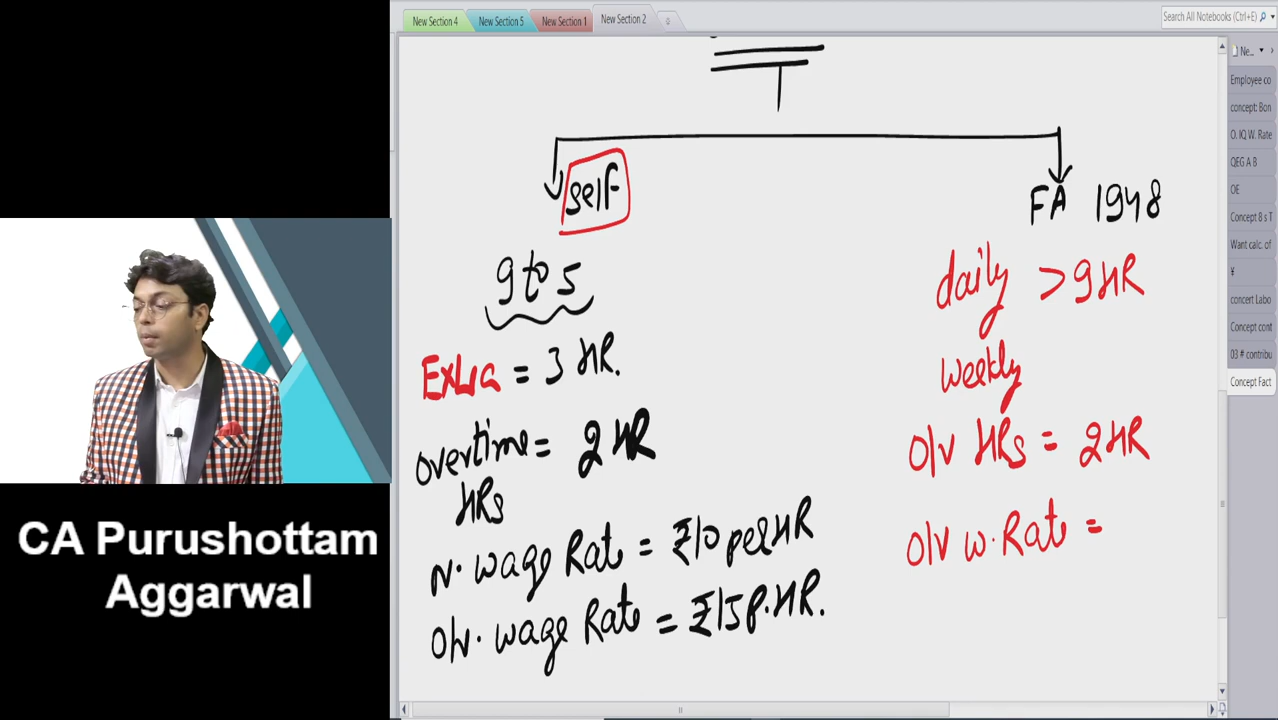 New Section 4
New Section 5
New Section 1
New Section 2
Search All Notebooks (Ctrl+E)
Ne...
Employee co
concept: Bon
O. IQ W. Rate
QEG A B
OE
Concept 8 s T
Want calc. of
¥
concert Labo
Concept cont
03 # contribu
Concept Fact
self
9 to 5
Extra = 3 HR.
overtime = 2 HR
HRs
N. wage Rate = ₹10 per HR
O/v. wage Rate = ₹15 P. HR.
FA 1948
daily > 9 HR
weekly
O/v HRs = 2 HR
O/v w. Rate =
CA Purushottam
Aggarwal